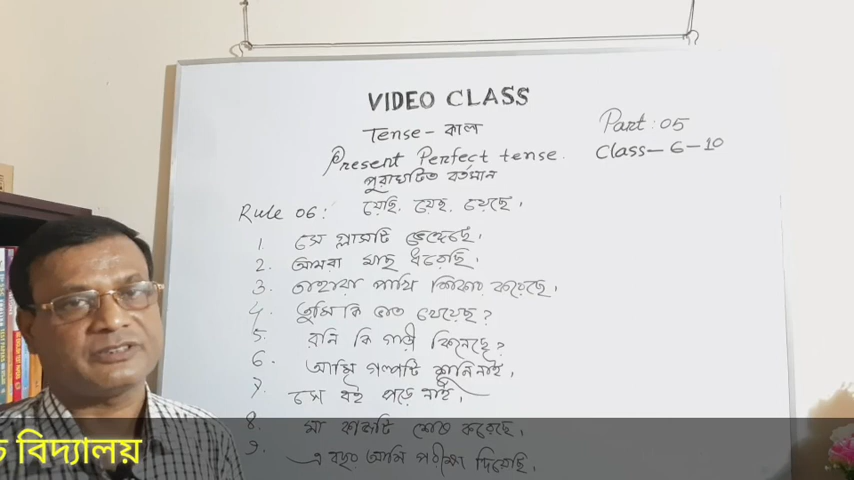 VIDEO CLASS
Tense - কাল
Part: 05
Present Perfect tense.
Class - 6 - 10
পুরাঘটিত বর্তমান
Rule 06: য়েছি, য়েছ, য়েছে,
1. সে গ্লাসটি ভেঙ্গেছে,
2. আমরা মাছ ধরেছি,
3. তাহারা পাখি শিকার করেছে,
4. তুমি কি ভাত খেয়েছ?
5. রনি কি গাড়ী কিনেছে?
6. আমি গল্পটি শুনি নাই,
7. সে বই পড়ে নাই,
8. মা কাজটি শেষ করেছে,
9. এ বছর আমি পরীক্ষা দিয়েছি,
বিদ্যালয়